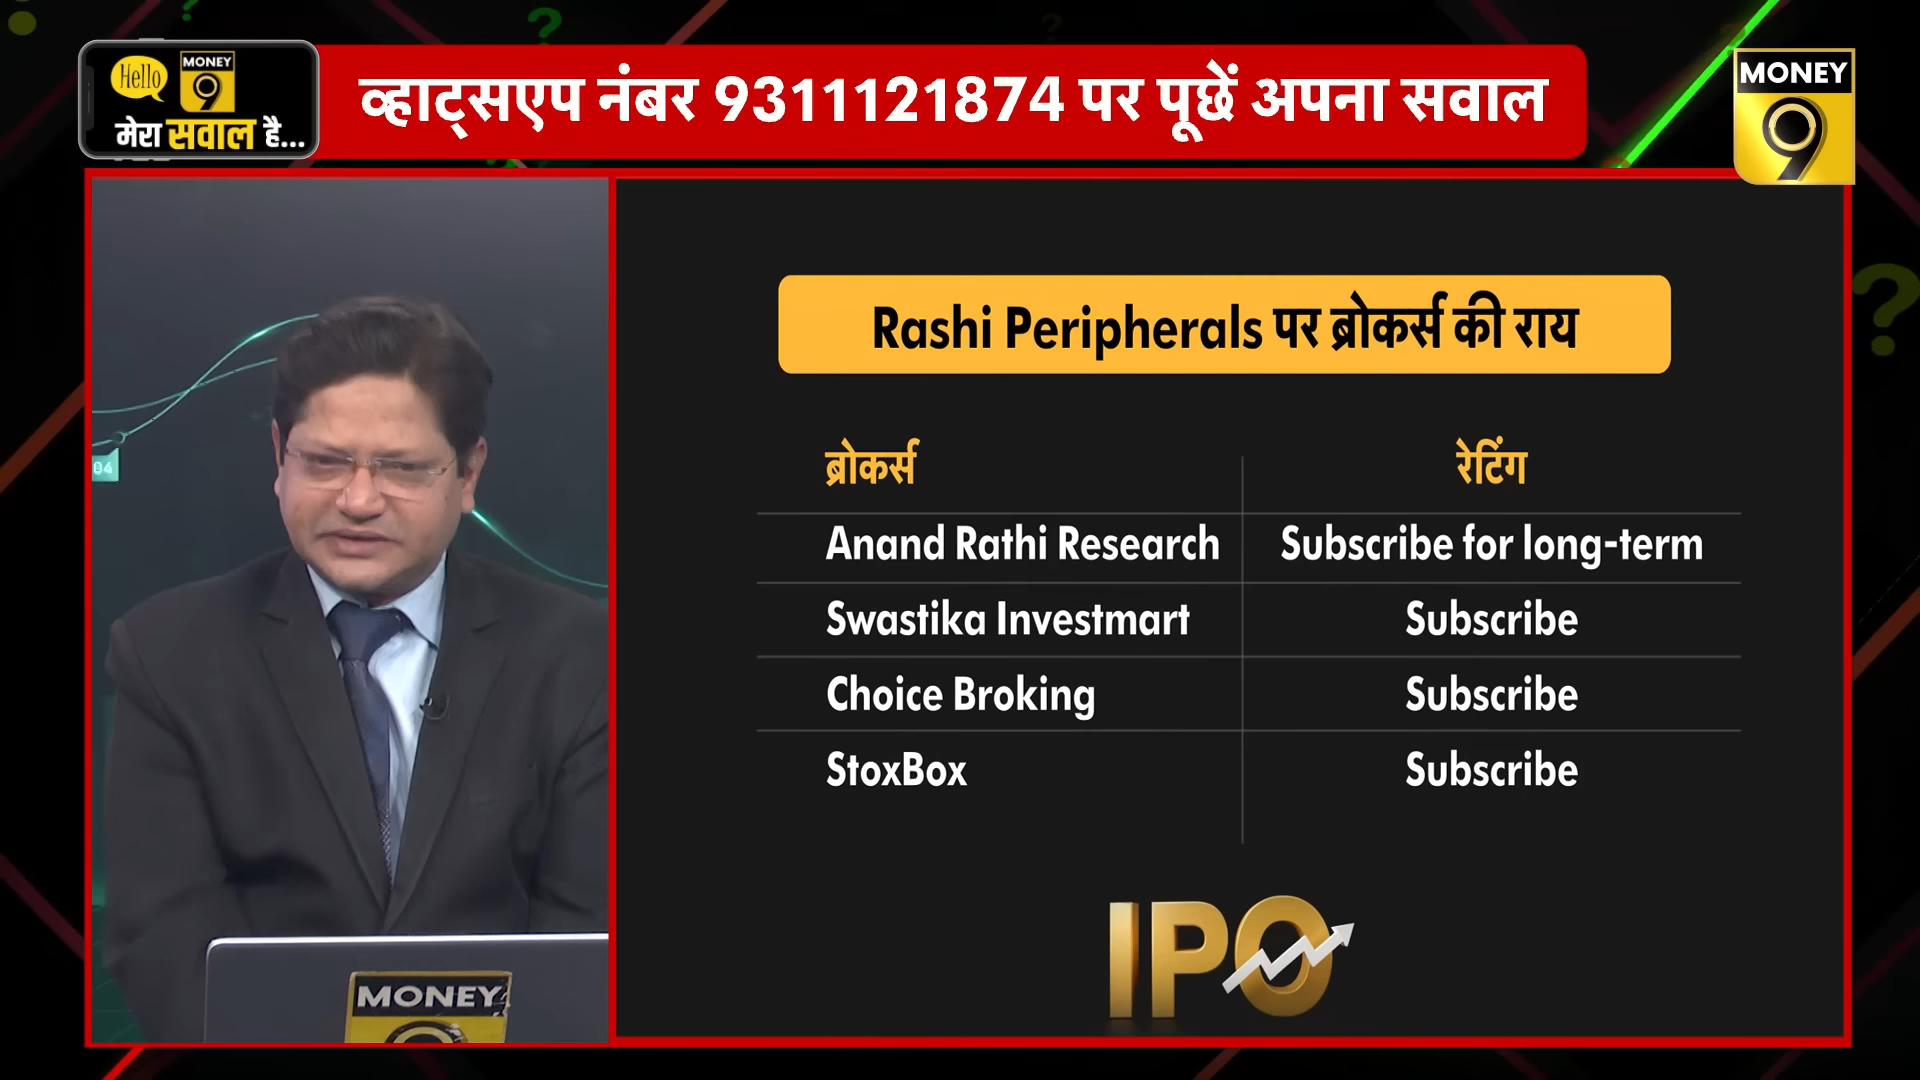 Hello
MONEY
9
मेरा सवाल है...
व्हाट्सएप नंबर 9311121874 पर पूछें अपना सवाल
MONEY
9
04
Rashi Peripherals पर ब्रोकर्स की राय
ब्रोकर्स रेटिंग
Anand Rathi Research Subscribe for long-term
Swastika Investmart Subscribe
Choice Broking Subscribe
StoxBox Subscribe
IPO
MONEY